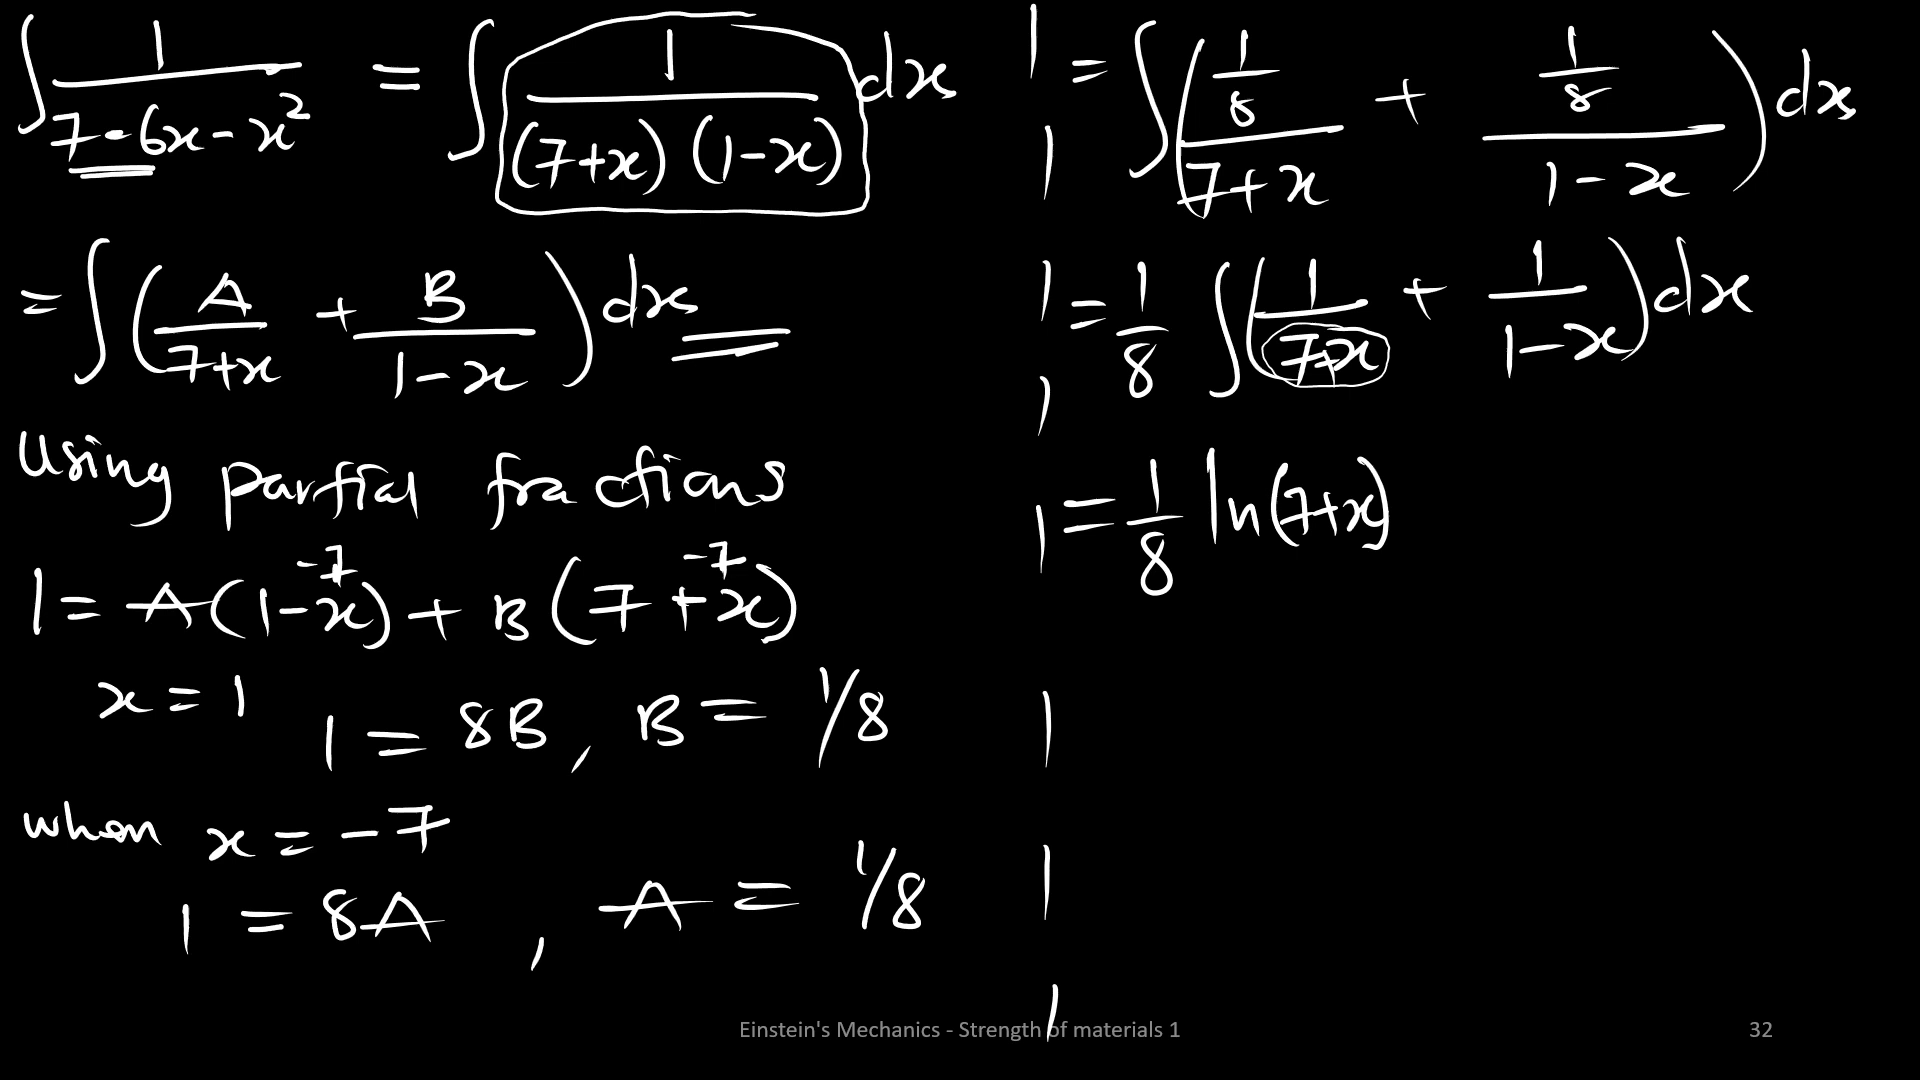 ∫ 1/(7-6x-x²) = ∫ 1/((7+x)(1-x)) dx
= ∫ (A/(7+x) + B/(1-x)) dx
Using partial fractions
-7 -7
1 = A(1-x) + B(7+x)
x = 1
1 = 8B, B = 1/8
when x = -7
1 = 8A, A = 1/8
= ∫ ((1/8)/(7+x) + (1/8)/(1-x)) dx
= 1/8 ∫ (1/(7+x) + 1/(1-x)) dx
= 1/8 ln(7+x)
Einstein's Mechanics - Strength of materials 1
32